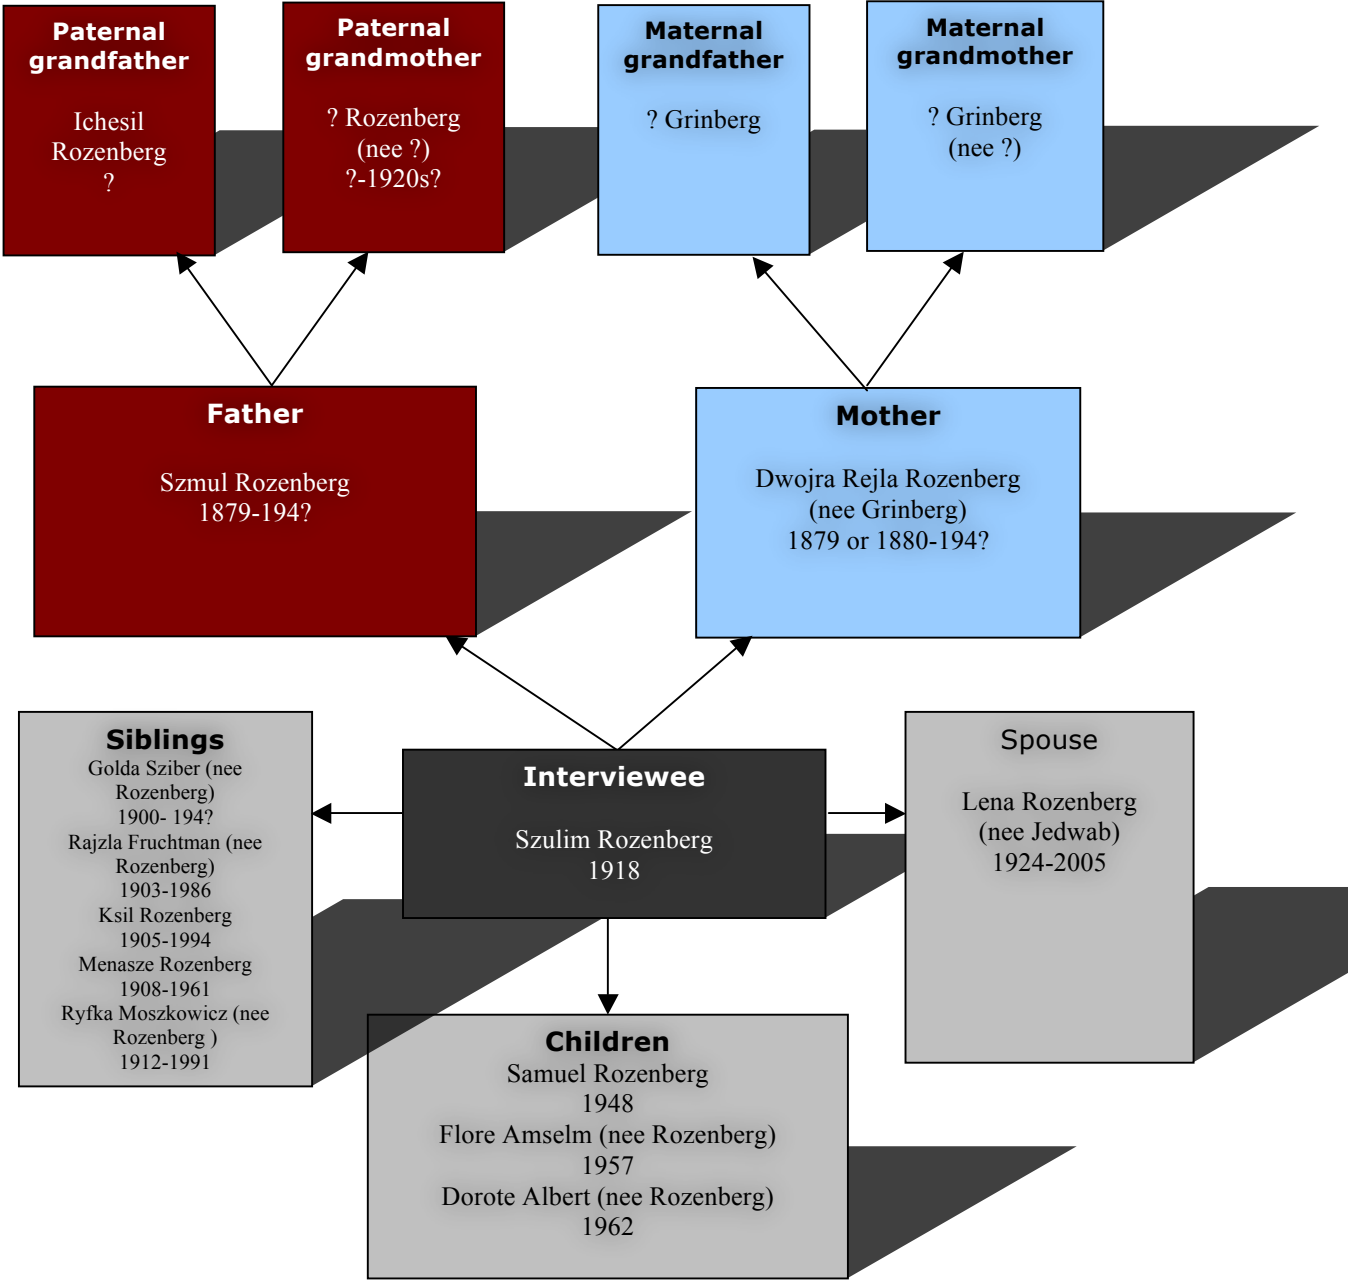 Paternal
grandfather
Ichesil
Rozenberg
?
Paternal
grandmother
? Rozenberg
(nee ?)
?-1920s?
Maternal
grandfather
? Grinberg
Maternal
grandmother
? Grinberg
(nee ?)
Father
Szmul Rozenberg
1879-194?
Mother
Dwojra Rejla Rozenberg
(nee Grinberg)
1879 or 1880-194?
Siblings
Golda Sziber (nee
Rozenberg)
1900- 194?
Rajzla Fruchtman (nee
Rozenberg)
1903-1986
Ksil Rozenberg
1905-1994
Menasze Rozenberg
1908-1961
Ryfka Moszkowicz (nee
Rozenberg )
1912-1991
Interviewee
Szulim Rozenberg
1918
Spouse
Lena Rozenberg
(nee Jedwab)
1924-2005
Children
Samuel Rozenberg
1948
Flore Amselm (nee Rozenberg)
1957
Dorote Albert (nee Rozenberg)
1962